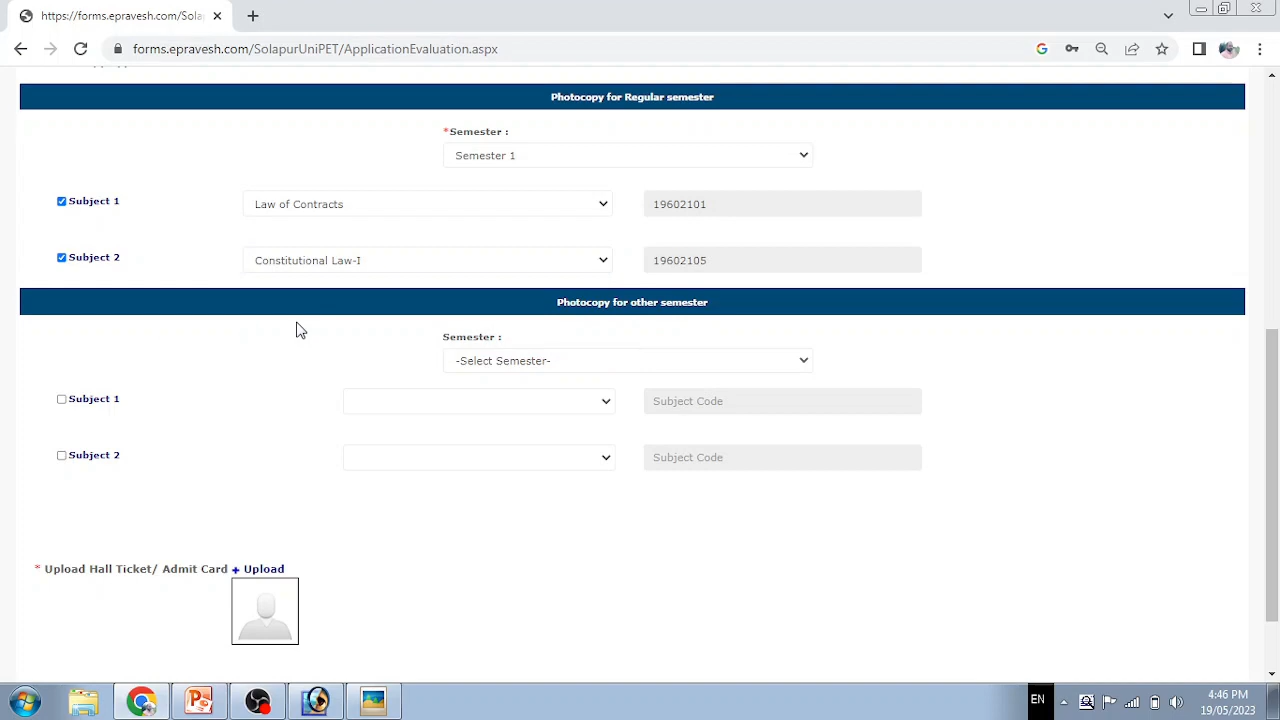 https://forms.epravesh.com/Sola
forms.epravesh.com/SolapurUniPET/ApplicationEvaluation.aspx
Photocopy for Regular semester
*Semester :
Semester 1
Subject 1
Law of Contracts
19602101
Subject 2
Constitutional Law-I
19602105
Photocopy for other semester
Semester :
-Select Semester-
Subject 1
Subject Code
Subject 2
Subject Code
* Upload Hall Ticket/ Admit Card + Upload
EN
4:46 PM
19/05/2023